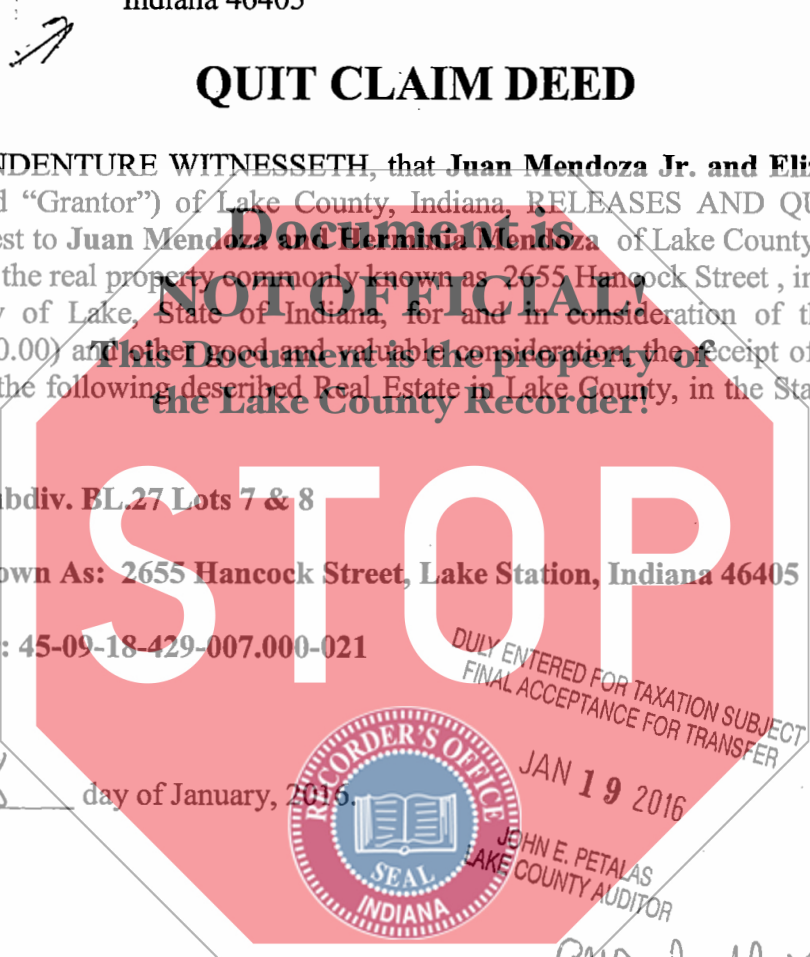 Indiana 46405
QUIT CLAIM DEED
NDENTURE WITNESSETH, that Juan Mendoza Jr. and Elis
d “Grantor”) of Lake County, Indiana, RELEASES AND QU
est to Juan Mendoza and Herminia Mendoza of Lake County
the real property commonly known as 2655 Hancock Street , in
y of Lake, State of Indiana, for and in consideration of t
0.00) and other good and valuable consideration, the receipt of
the following described Real Estate in Lake County, in the Sta
Document is
NOT OFFICIAL!
This Document is the property of
the Lake County Recorder!
STOP
ubdiv. BL.27 Lots 7 & 8
own As: 2655 Hancock Street, Lake Station, Indiana 46405
: 45-09-18-429-007.000-021
DULY ENTERED FOR TAXATION SUBJECT
FINAL ACCEPTANCE FOR TRANSFER
JAN 19 2016
day of January, 2016.
JOHN E. PETALAS
LAKE COUNTY AUDITOR
RECORDER'S OFFICE
SEAL
INDIANA